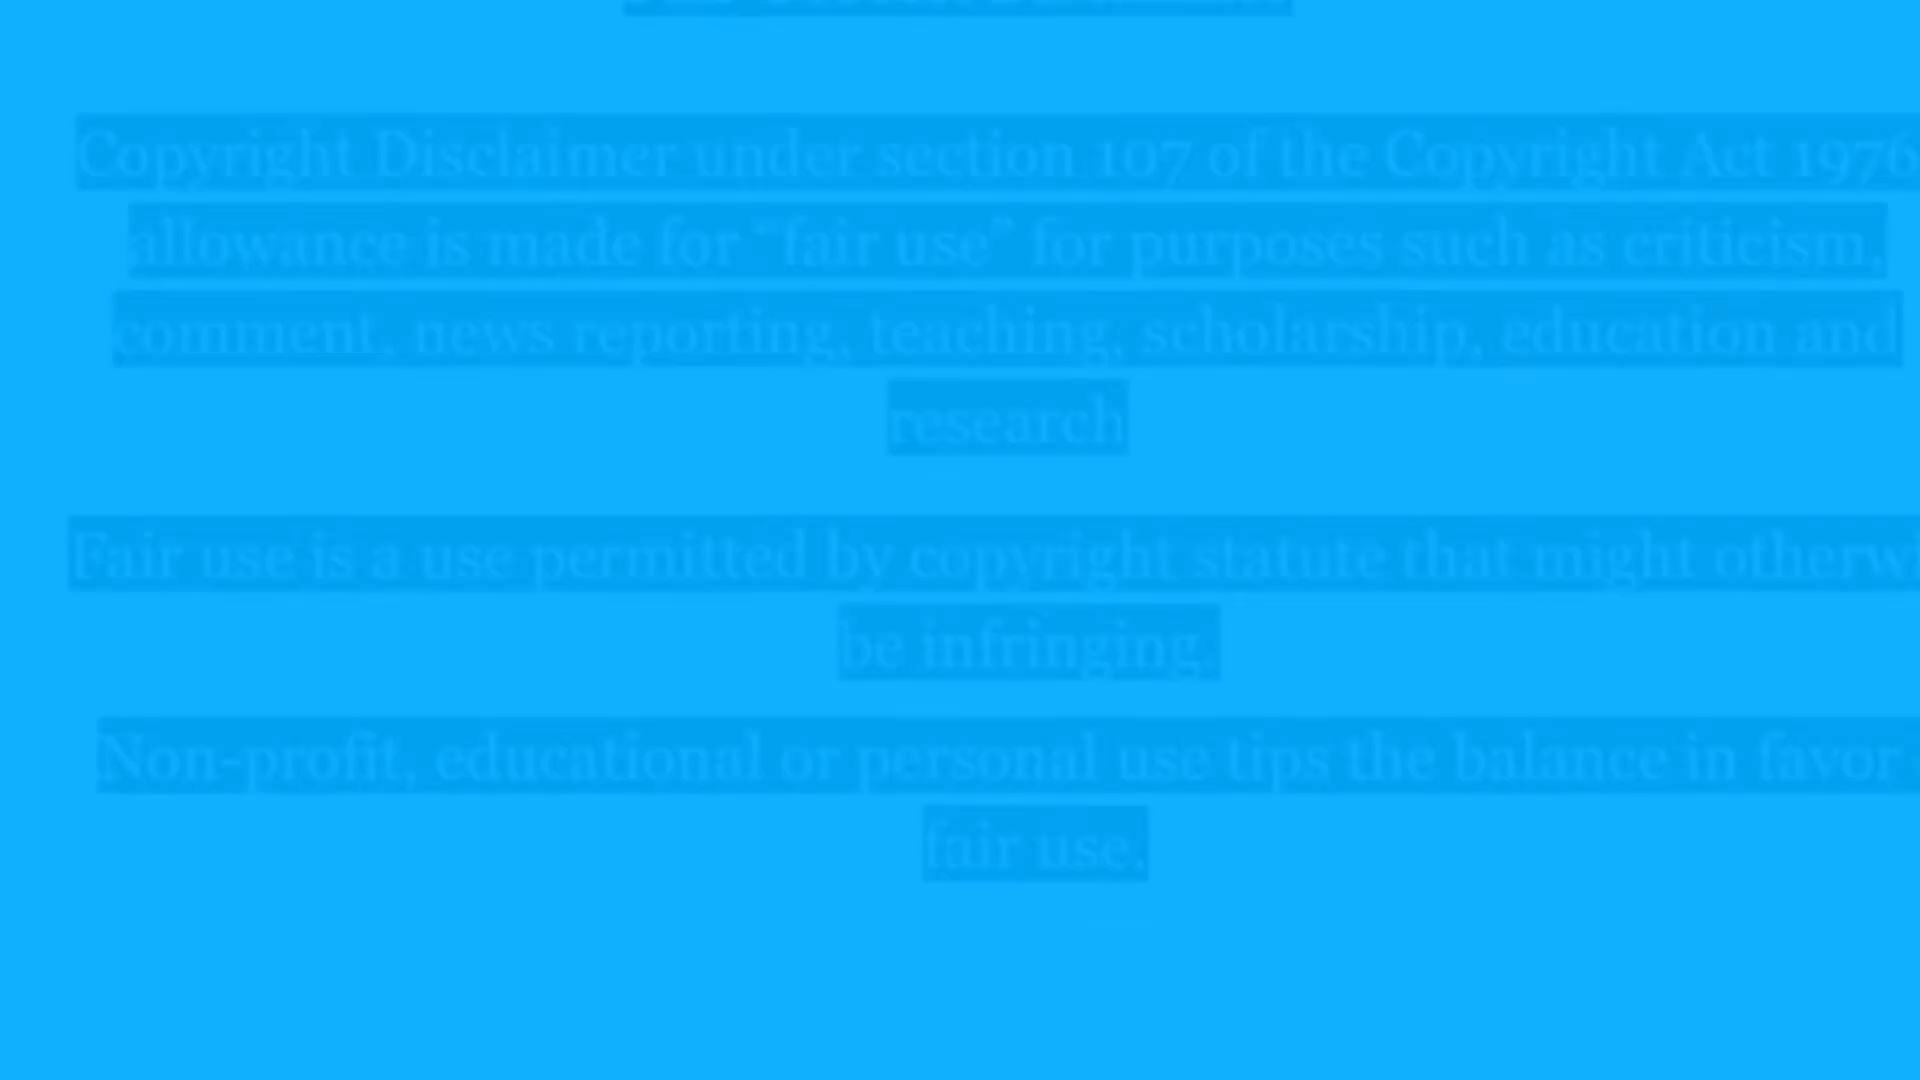 Copyright Disclaimer under section 107 of the Copyright Act 1976
allowance is made for “fair use” for purposes such as criticism,
comment, news reporting, teaching, scholarship, education and
research
Fair use is a use permitted by copyright statute that might otherwi
be infringing.
Non-profit, educational or personal use tips the balance in favor
fair use.